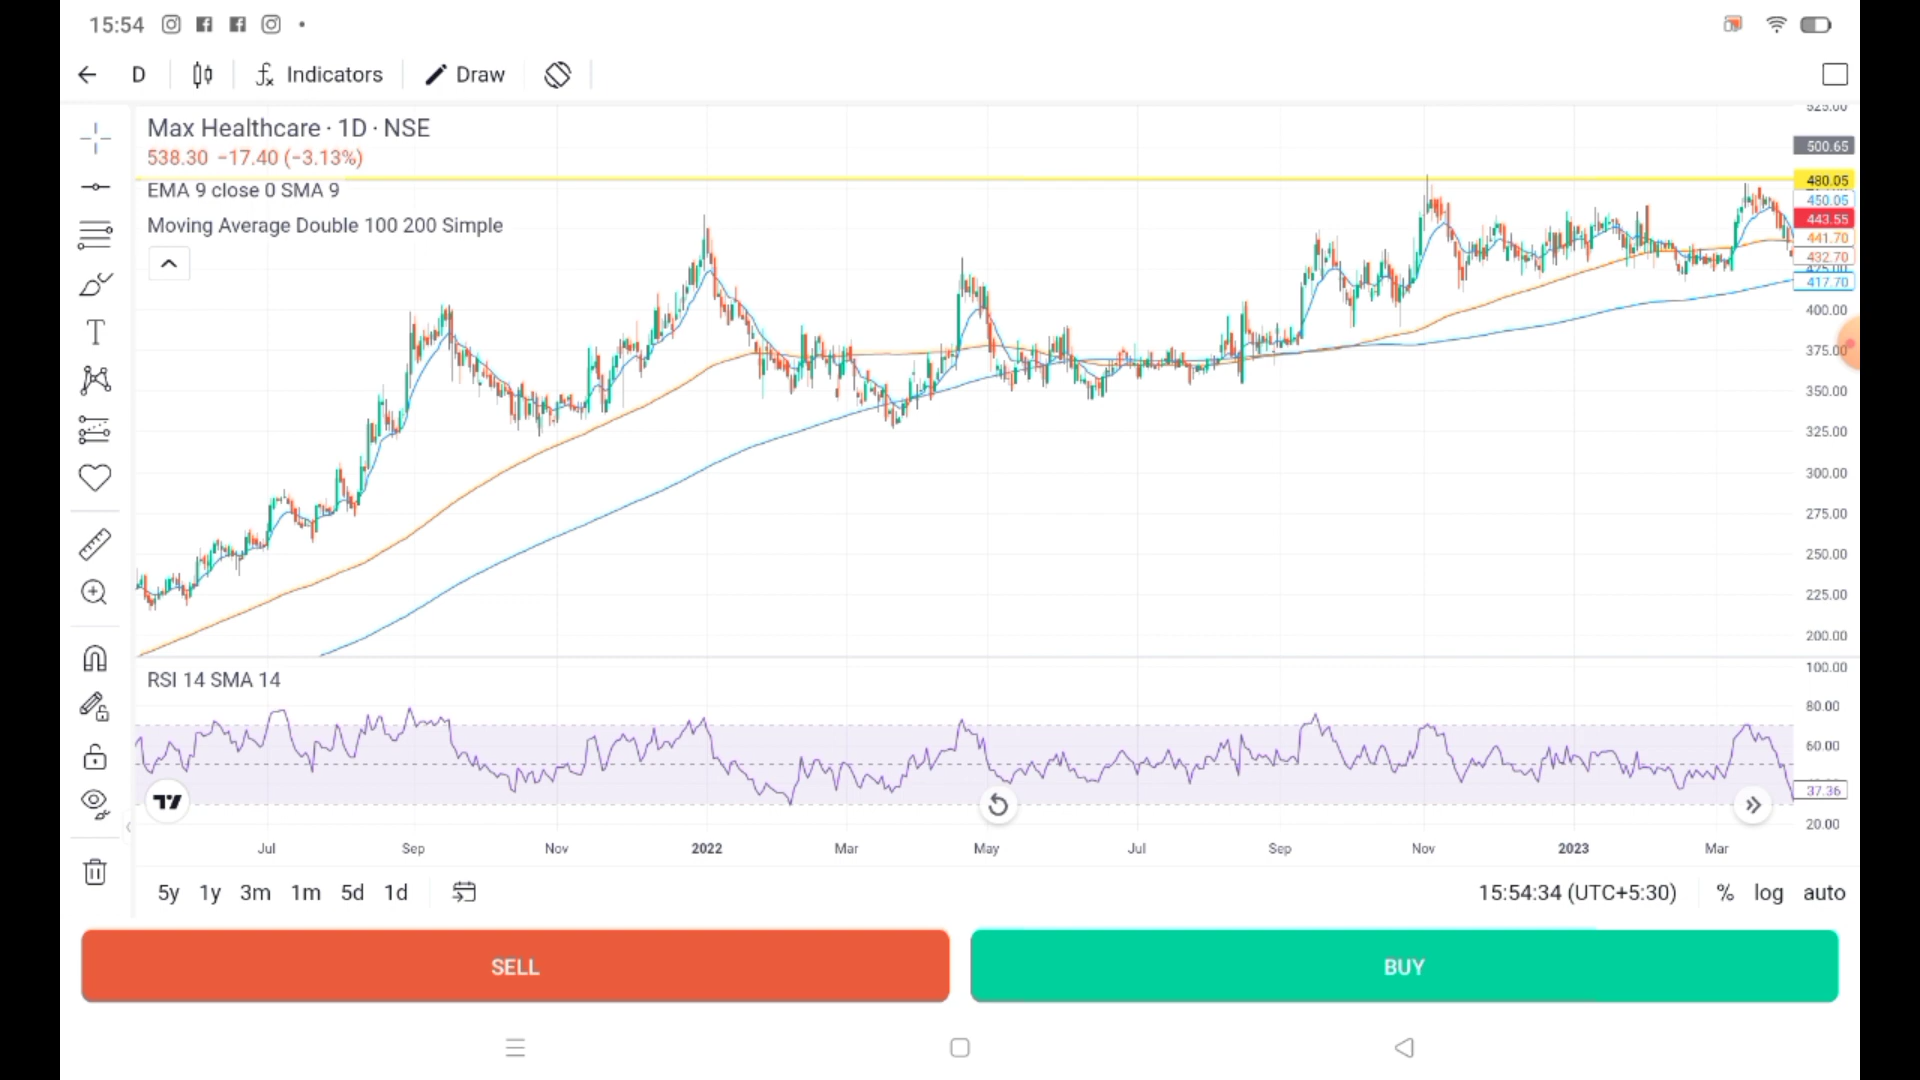 15:54
D Indicators Draw
Max Healthcare · 1D · NSE
538.30 −17.40 (−3.13%)
EMA 9 close 0 SMA 9
Moving Average Double 100 200 Simple
525.00
500.65
480.05
450.05
443.55
441.70
432.70
425.00
417.70
400.00
375.00
350.00
325.00
300.00
275.00
250.00
225.00
200.00
RSI 14 SMA 14
100.00
80.00
60.00
37.36
20.00
Jul Sep Nov 2022 Mar May Jul Sep Nov 2023 Mar
5y 1y 3m 1m 5d 1d 15:54:34 (UTC+5:30) % log auto
SELL BUY